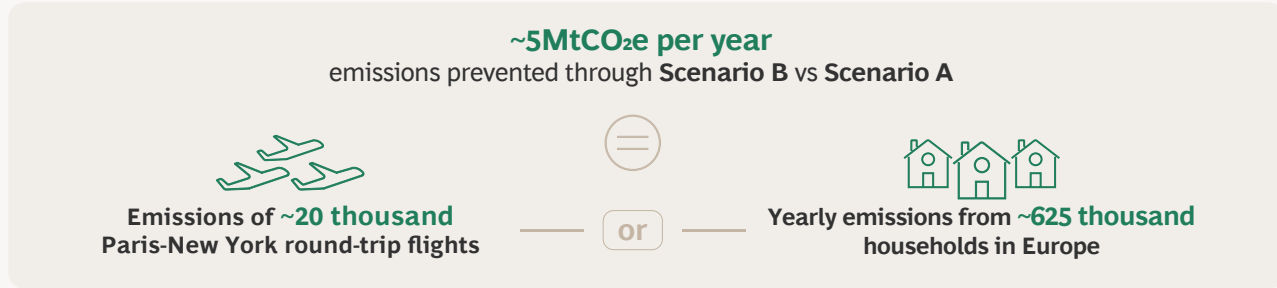 ~5MtCO₂e per year
emissions prevented through Scenario B vs Scenario A
Emissions of ~20 thousand
Paris-New York round-trip flights
or
Yearly emissions from ~625 thousand
households in Europe